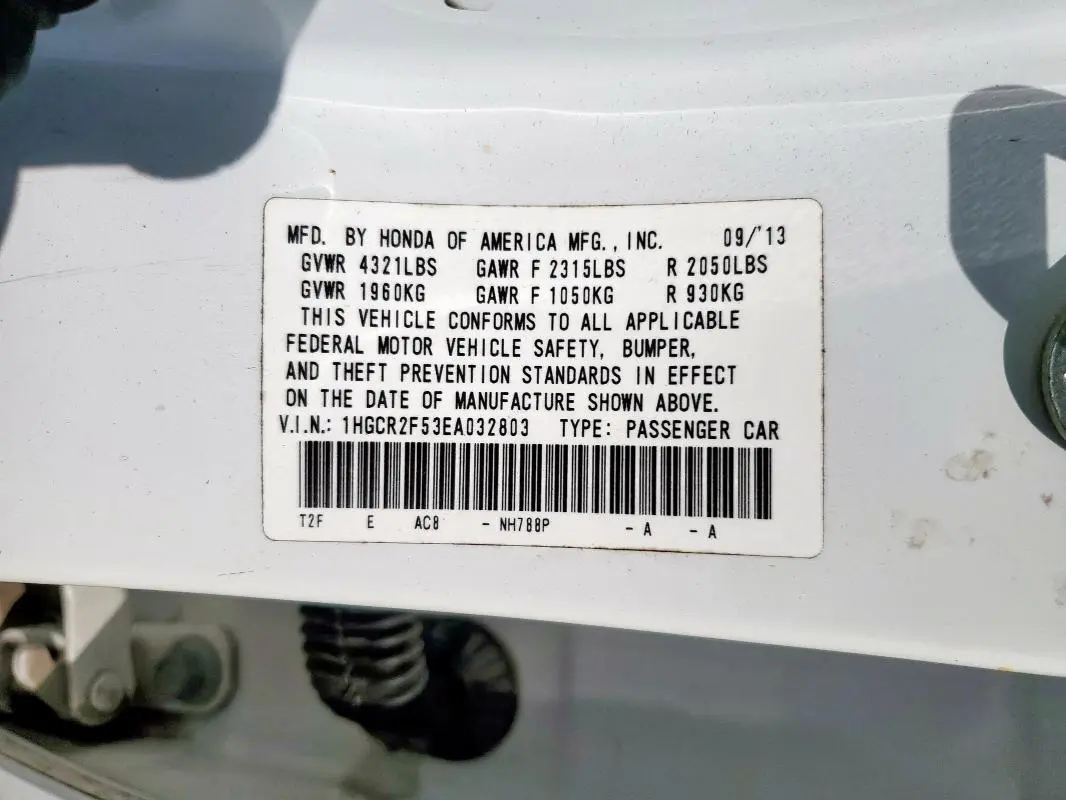 MFD. BY HONDA OF AMERICA MFG., INC. 09/'13
GVWR 4321LBS GAWR F 2315LBS R 2050LBS
GVWR 1960KG GAWR F 1050KG R 930KG
THIS VEHICLE CONFORMS TO ALL APPLICABLE
FEDERAL MOTOR VEHICLE SAFETY, BUMPER,
AND THEFT PREVENTION STANDARDS IN EFFECT
ON THE DATE OF MANUFACTURE SHOWN ABOVE.
V.I.N.: 1HGCR2F53EA032803 TYPE: PASSENGER CAR
T2F E AC8 - NH788P - A - A